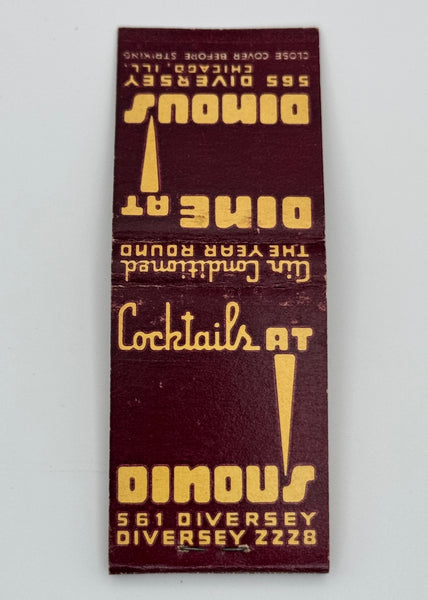 Cocktails AT
DINOUS
561 DIVERSEY
DIVERSEY 2228
Air Conditioned
THE YEAR ROUND
DINE AT
DINOUS
565 DIVERSEY
CHICAGO, ILL.
CLOSE COVER BEFORE STRIKING